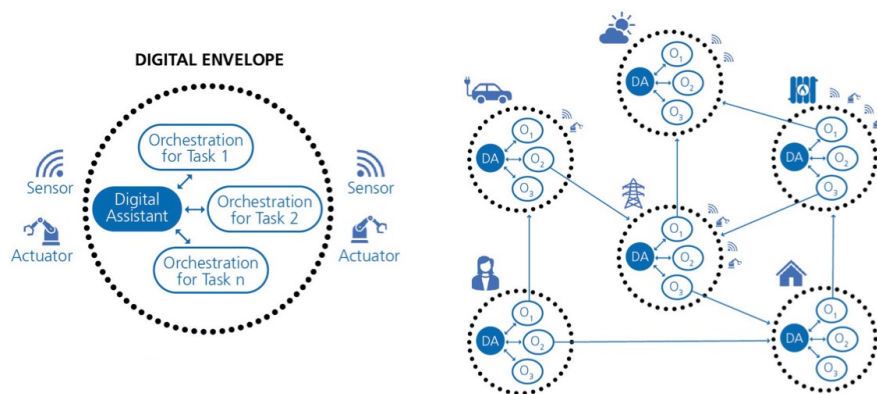 DIGITAL ENVELOPE
Orchestration
for Task 1
Sensor
Actuator
Digital
Assistant
Orchestration
for Task 2
Orchestration
for Task n
Sensor
Actuator
DA
O1
O2
O3
DA
O1
O2
O3
DA
O1
O2
O3
DA
O1
O2
O3
DA
O1
O2
O3
DA
O1
O2
O3